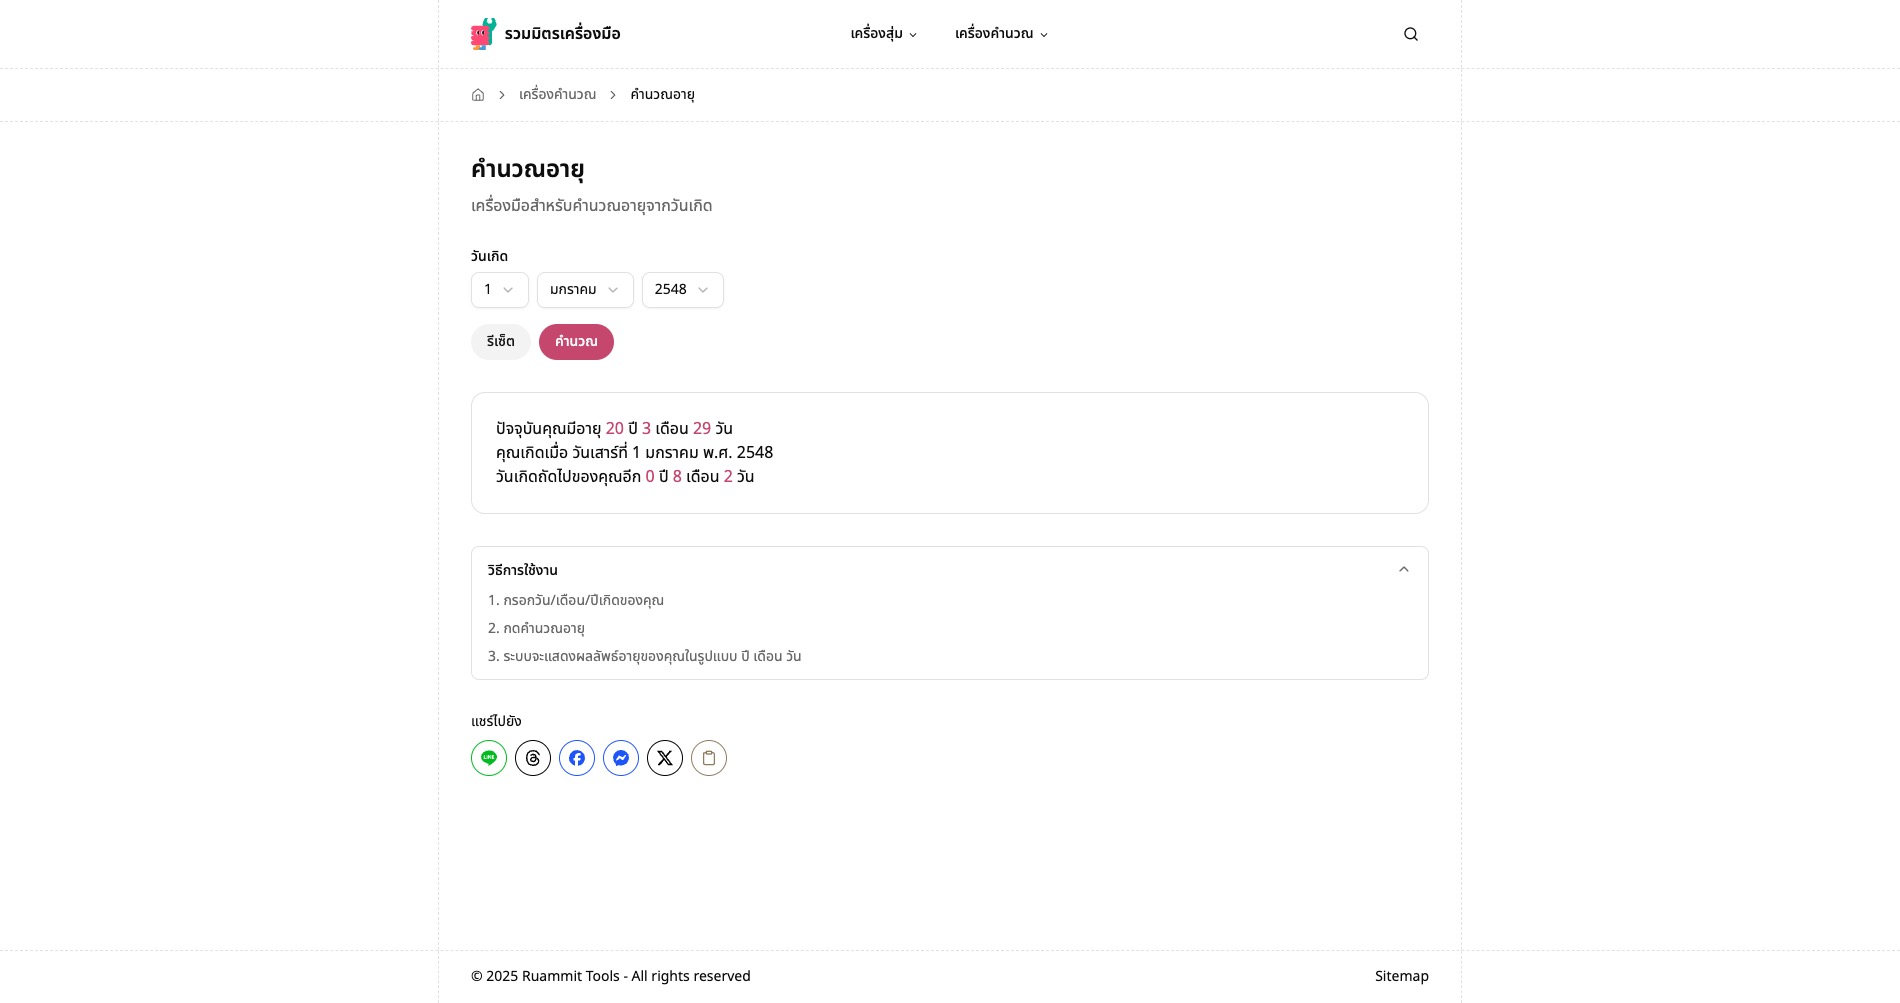 รวมมิตรเครื่องมือ
เครื่องสุ่ม
เครื่องคำนวณ
เครื่องคำนวณ
คำนวณอายุ
คำนวณอายุ
เครื่องมือสำหรับคำนวณอายุจากวันเกิด
วันเกิด
1
มกราคม
2548
รีเซ็ต
คำนวณ
ปัจจุบันคุณมีอายุ 20 ปี 3 เดือน 29 วัน
คุณเกิดเมื่อ วันเสาร์ที่ 1 มกราคม พ.ศ. 2548
วันเกิดถัดไปของคุณอีก 0 ปี 8 เดือน 2 วัน
วิธีการใช้งาน
1. กรอกวัน/เดือน/ปีเกิดของคุณ
2. กดคำนวณอายุ
3. ระบบจะแสดงผลลัพธ์อายุของคุณในรูปแบบ ปี เดือน วัน
แชร์ไปยัง
LINE
© 2025 Ruammit Tools - All rights reserved
Sitemap